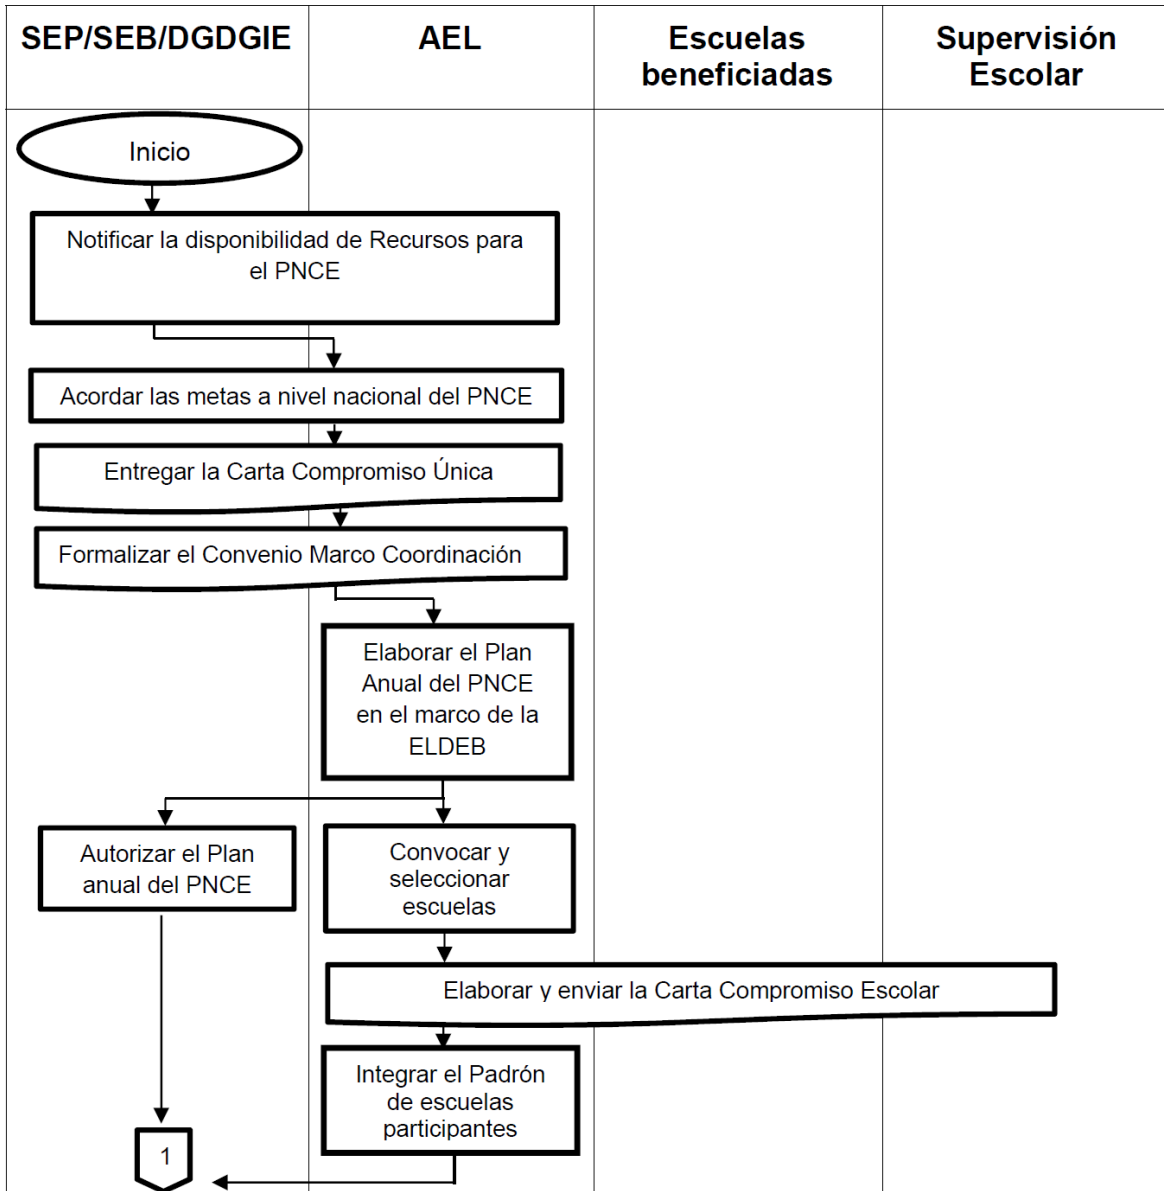 SEP/SEB/DGDGIE
AEL
Escuelas
beneficiadas
Supervisión
Escolar
Inicio
Notificar la disponibilidad de Recursos para
el PNCE
Acordar las metas a nivel nacional del PNCE
Entregar la Carta Compromiso Única
Formalizar el Convenio Marco Coordinación
Elaborar el Plan
Anual del PNCE
en el marco de la
ELDEB
Autorizar el Plan
anual del PNCE
Convocar y
seleccionar
escuelas
Elaborar y enviar la Carta Compromiso Escolar
Integrar el Padrón
de escuelas
participantes
1